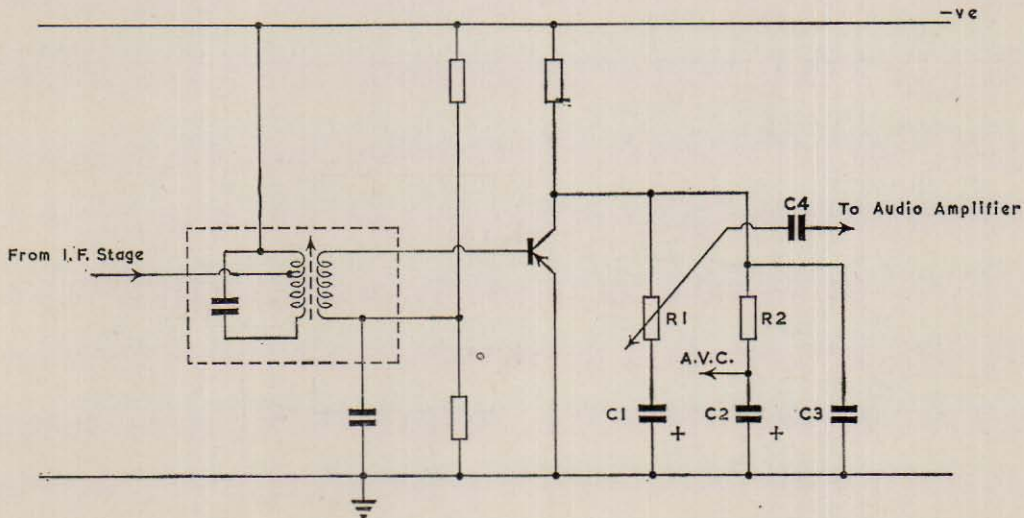 -ve
C4
To Audio Amplifier
From I.F. Stage
R1
R2
A.V.C.
C1
+
C2
+
C3